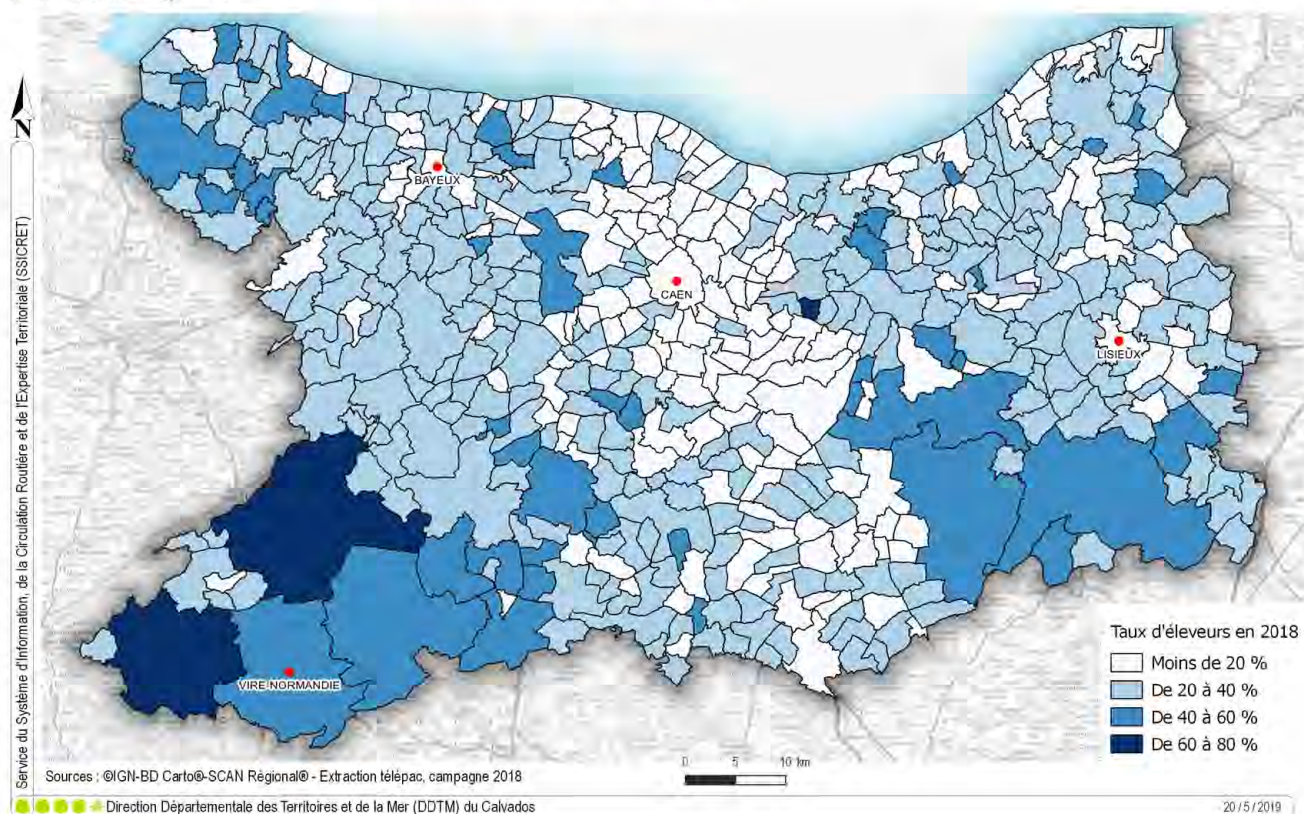 N
Service du Système d'Information, de la Circulation Routière et de l'Expertise Territoriale (SSICRET)
BAYEUX
CAEN
LISIEUX
VIRE-NORMANDIE
Taux d'éleveurs en 2018
Moins de 20 %
De 20 à 40 %
De 40 à 60 %
De 60 à 80 %
Sources : ©IGN-BD Carto®-SCAN Régional® - Extraction télépac, campagne 2018
0 5 10 km
Direction Départementale des Territoires et de la Mer (DDTM) du Calvados
20 / 5 / 2019